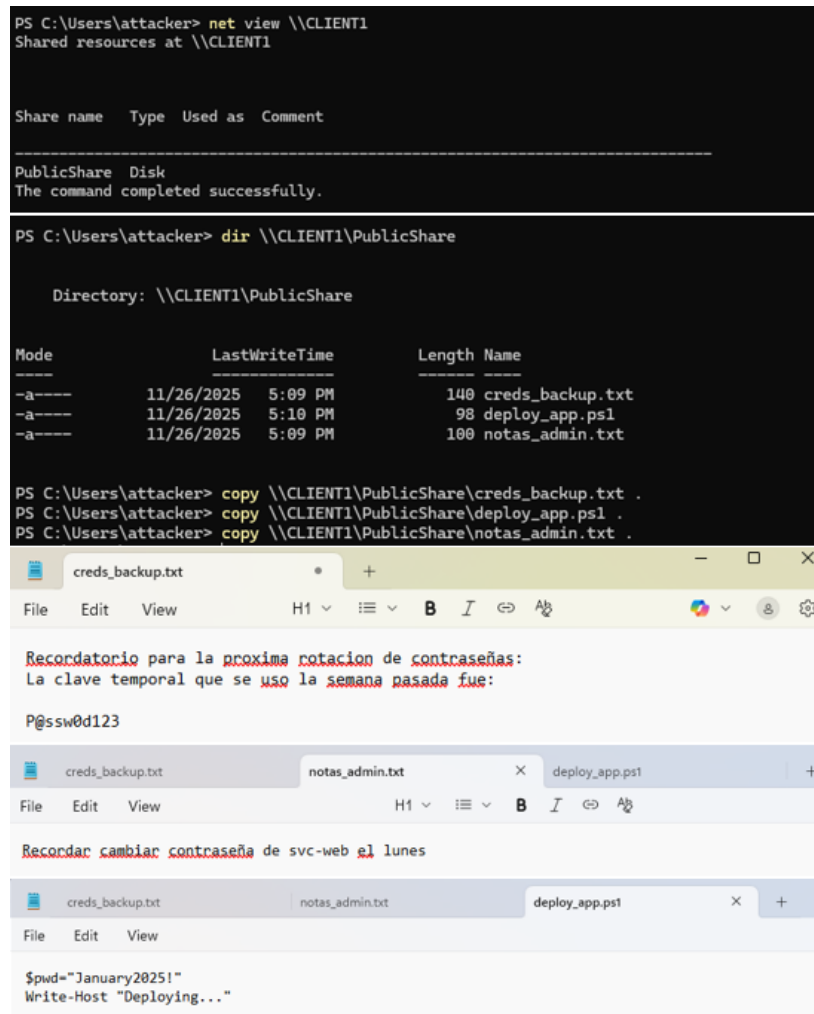 PS C:\Users\attacker> net view \\CLIENT1
Shared resources at \\CLIENT1
Share name Type Used as Comment
-------------------------------------------------------------------------------
PublicShare Disk
The command completed successfully.
PS C:\Users\attacker> dir \\CLIENT1\PublicShare
Directory: \\CLIENT1\PublicShare
Mode LastWriteTime Length Name
---- ------------- ------ ----
-a---- 11/26/2025 5:09 PM 140 creds_backup.txt
-a---- 11/26/2025 5:10 PM 98 deploy_app.ps1
-a---- 11/26/2025 5:09 PM 100 notas_admin.txt
PS C:\Users\attacker> copy \\CLIENT1\PublicShare\creds_backup.txt .
PS C:\Users\attacker> copy \\CLIENT1\PublicShare\deploy_app.ps1 .
PS C:\Users\attacker> copy \\CLIENT1\PublicShare\notas_admin.txt .
creds_backup.txt
File Edit View H1 B I
Recordatorio para la proxima rotacion de contraseñas:
La clave temporal que se uso la semana pasada fue:
P@ssw0d123
creds_backup.txt notas_admin.txt deploy_app.ps1
File Edit View H1 B I
Recordar cambiar contraseña de svc-web el lunes
creds_backup.txt notas_admin.txt deploy_app.ps1
File Edit View
$pwd="January2025!"
Write-Host "Deploying..."